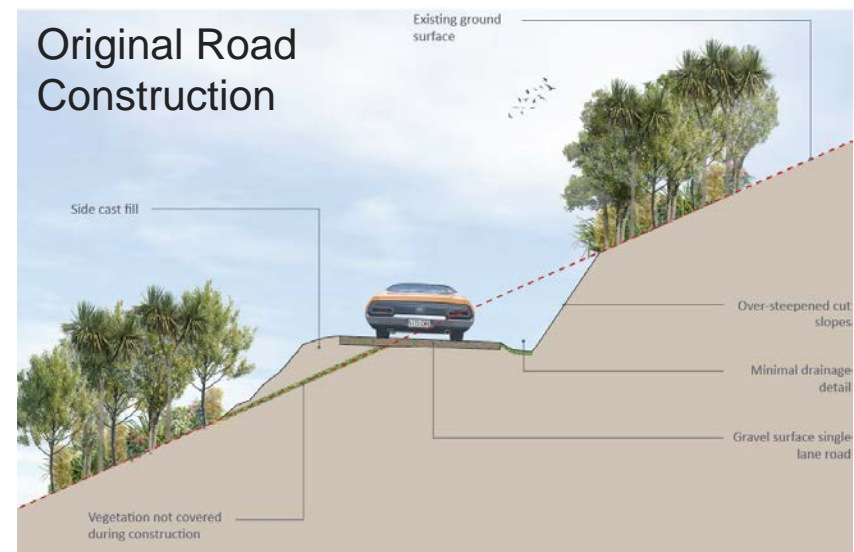 Original Road
Construction
Existing ground
surface
Side cast fill
Over-steepened cut
slopes
Minimal drainage
detail
Gravel surface single
lane road
Vegetation not covered
during construction